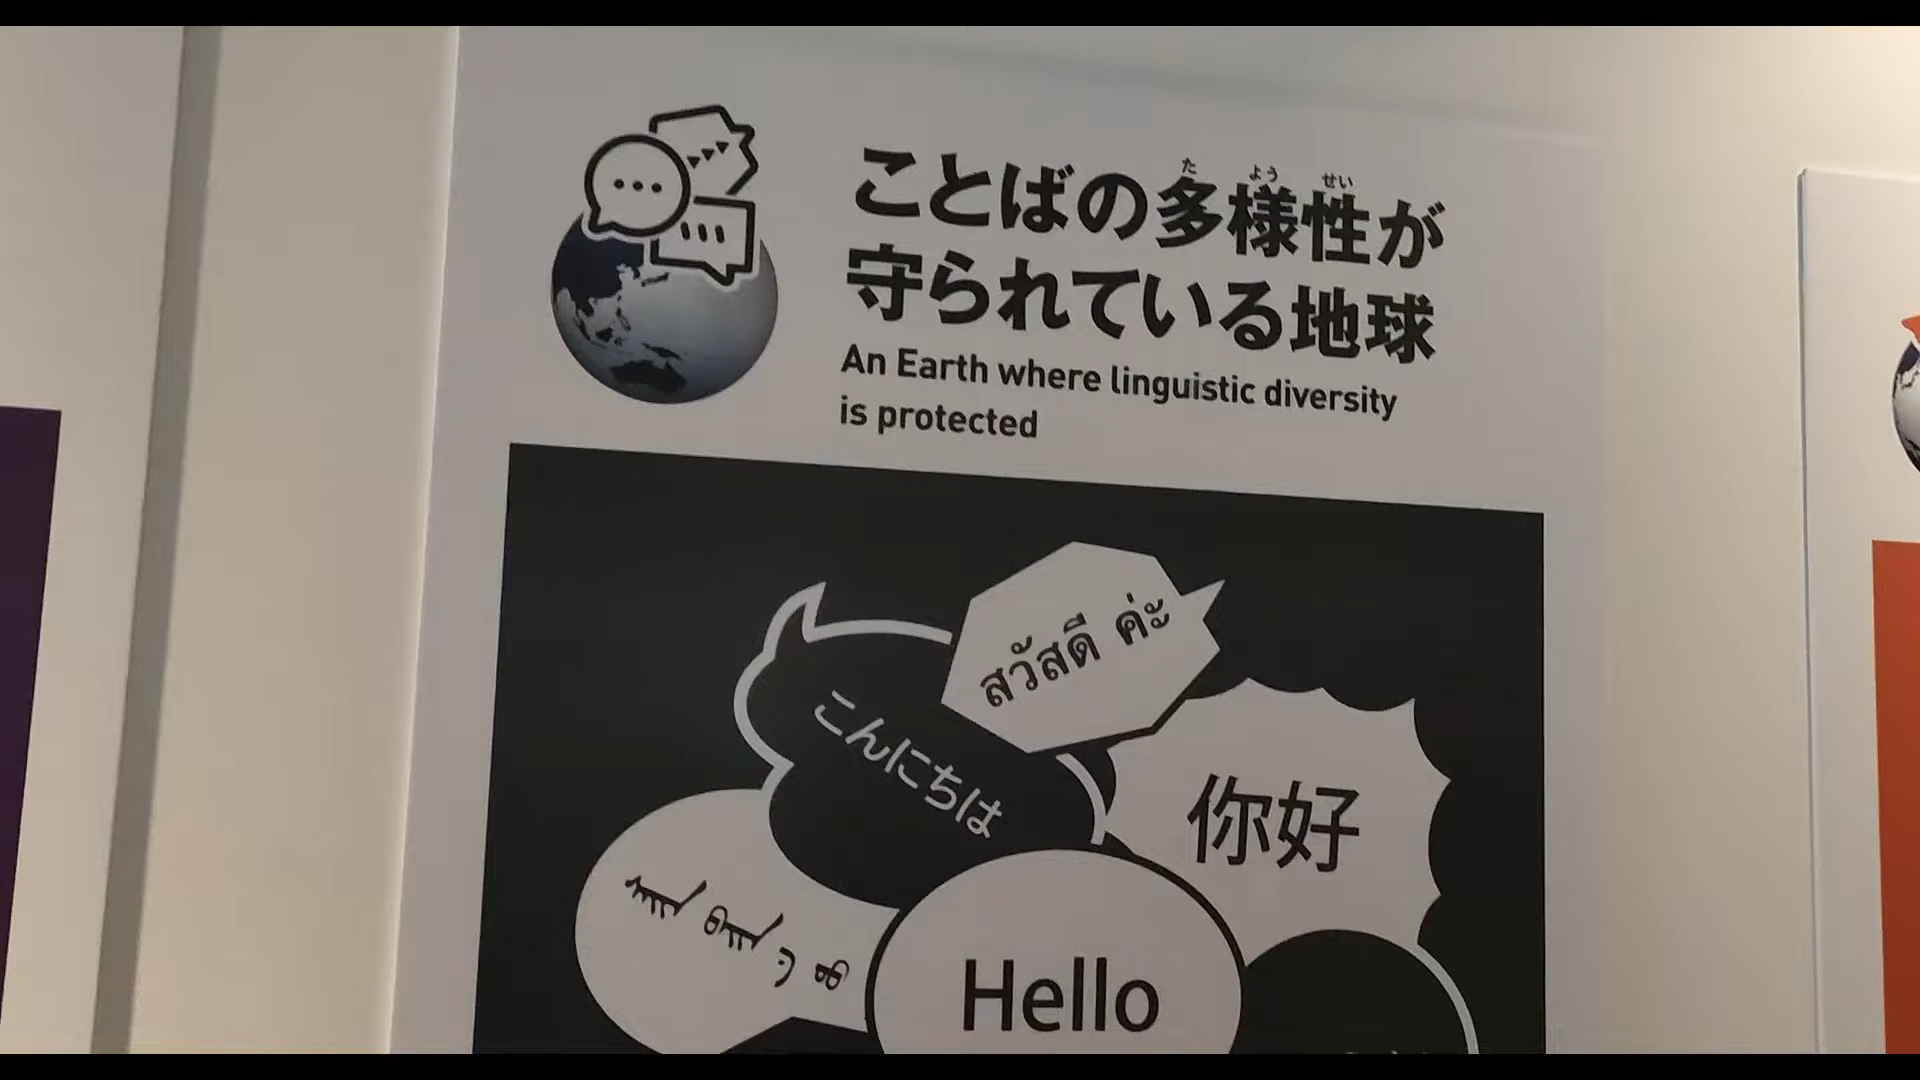 ことばの多様性が
守られている地球
An Earth where linguistic diversity
is protected
สวัสดี ค่ะ
こんにちは
你好
Hello